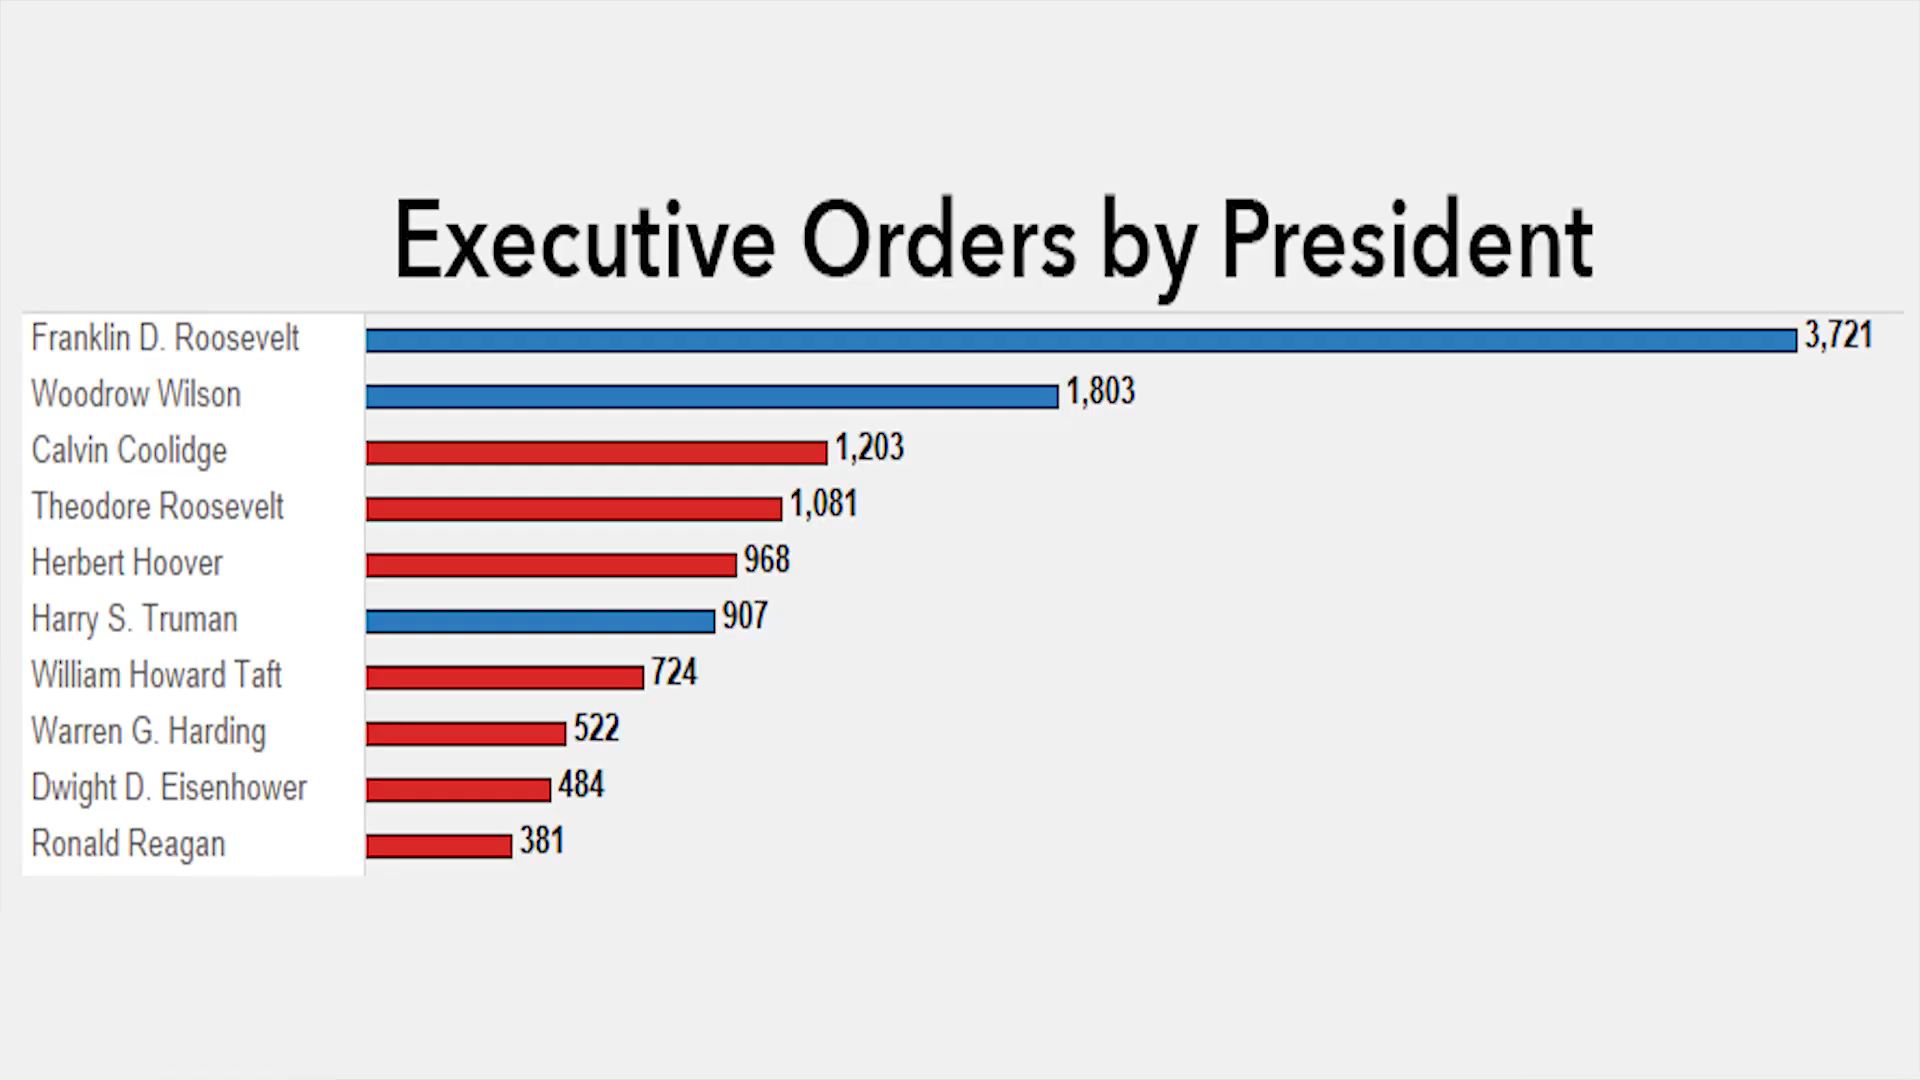 Executive Orders by President
Franklin D. Roosevelt 3,721
Woodrow Wilson 1,803
Calvin Coolidge 1,203
Theodore Roosevelt 1,081
Herbert Hoover 968
Harry S. Truman 907
William Howard Taft 724
Warren G. Harding 522
Dwight D. Eisenhower 484
Ronald Reagan 381